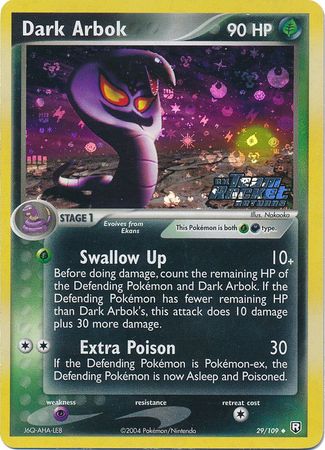 Dark Arbok 90 HP
EX
Team
Rocket
RETURNS
Illus. Nakaoka
STAGE 1
Evolves from
Ekans
This Pokémon is both type.
Swallow Up 10+
Before doing damage, count the remaining HP
of the Defending Pokémon and Dark Arbok. If the
Defending Pokémon has fewer remaining HP
than Dark Arbok's, this attack does 10 damage
plus 30 more damage.
Extra Poison 30
If the Defending Pokémon is Pokémon-ex, the
Defending Pokémon is now Asleep and Poisoned.
weakness resistance retreat cost
J6Q-AHA-LE8 ©2004 Pokémon/Nintendo 29/109 ◆ R